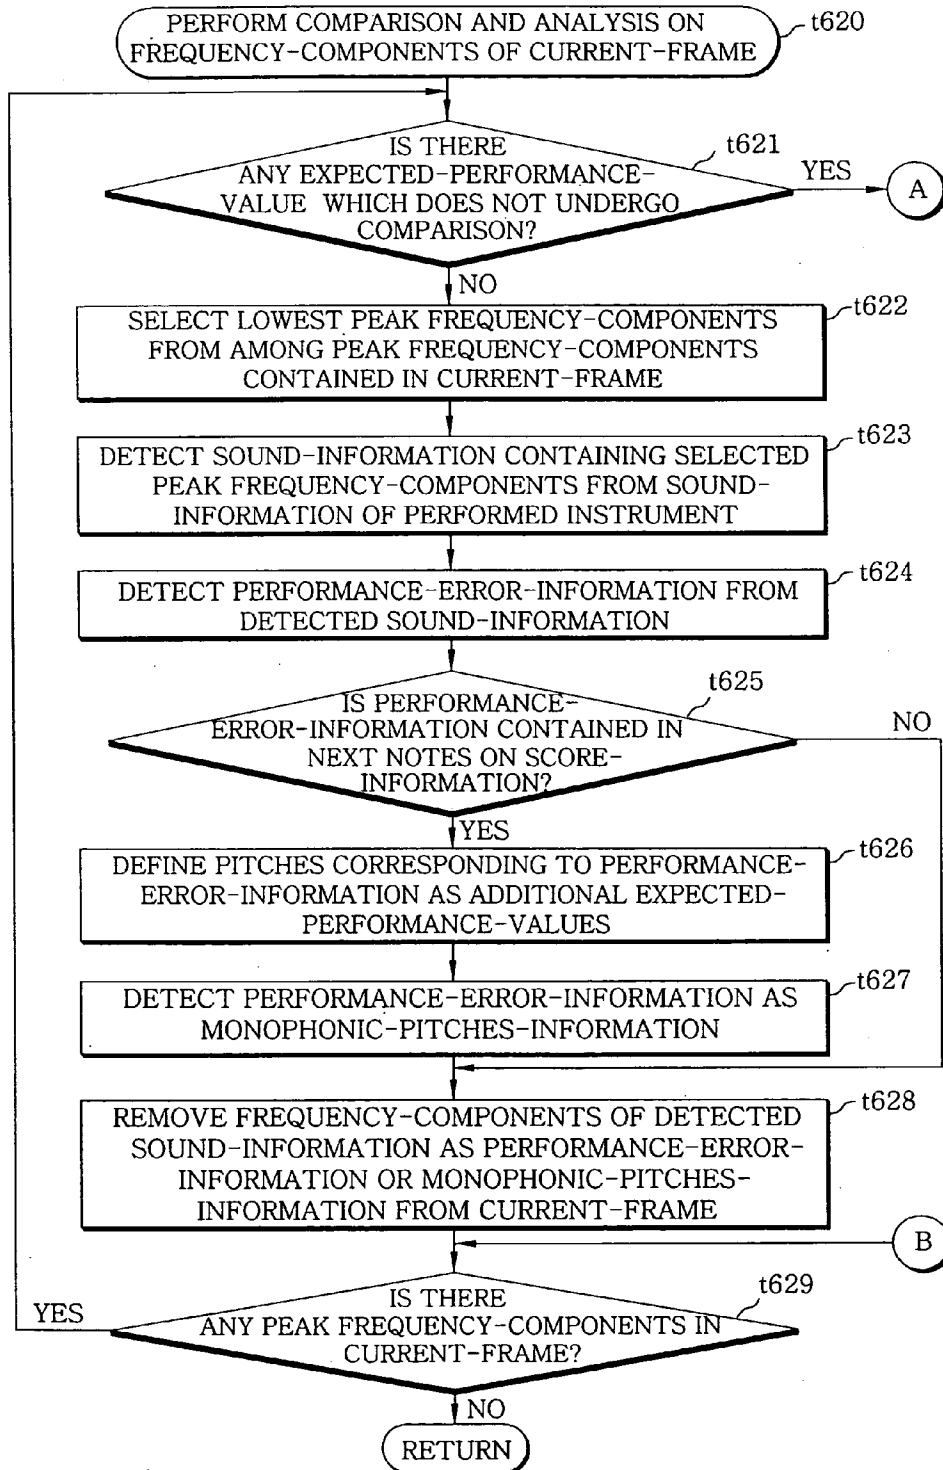 PERFORM COMPARISON AND ANALYSIS ON
FREQUENCY-COMPONENTS OF CURRENT-FRAME
t620
IS THERE
ANY EXPECTED-PERFORMANCE-
VALUE WHICH DOES NOT UNDERGO
COMPARISON?
t621
YES
A
NO
SELECT LOWEST PEAK FREQUENCY-COMPONENTS
FROM AMONG PEAK FREQUENCY-COMPONENTS
CONTAINED IN CURRENT-FRAME
t622
DETECT SOUND-INFORMATION CONTAINING SELECTED
PEAK FREQUENCY-COMPONENTS FROM SOUND-
INFORMATION OF PERFORMED INSTRUMENT
t623
DETECT PERFORMANCE-ERROR-INFORMATION FROM
DETECTED SOUND-INFORMATION
t624
IS PERFORMANCE-
ERROR-INFORMATION CONTAINED IN
NEXT NOTES ON SCORE-
INFORMATION?
t625
NO
YES
DEFINE PITCHES CORRESPONDING TO PERFORMANCE-
ERROR-INFORMATION AS ADDITIONAL EXPECTED-
PERFORMANCE-VALUES
t626
DETECT PERFORMANCE-ERROR-INFORMATION AS
MONOPHONIC-PITCHES-INFORMATION
t627
REMOVE FREQUENCY-COMPONENTS OF DETECTED
SOUND-INFORMATION AS PERFORMANCE-ERROR-
INFORMATION OR MONOPHONIC-PITCHES-
INFORMATION FROM CURRENT-FRAME
t628
B
IS THERE
ANY PEAK FREQUENCY-COMPONENTS IN
CURRENT-FRAME?
t629
YES
NO
RETURN